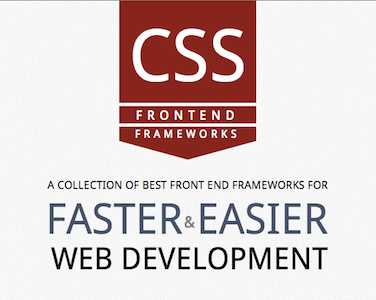 CSS
FRONTEND
FRAMEWORKS
A COLLECTION OF BEST FRONT END FRAMEWORKS FOR
FASTER & EASIER
WEB DEVELOPMENT